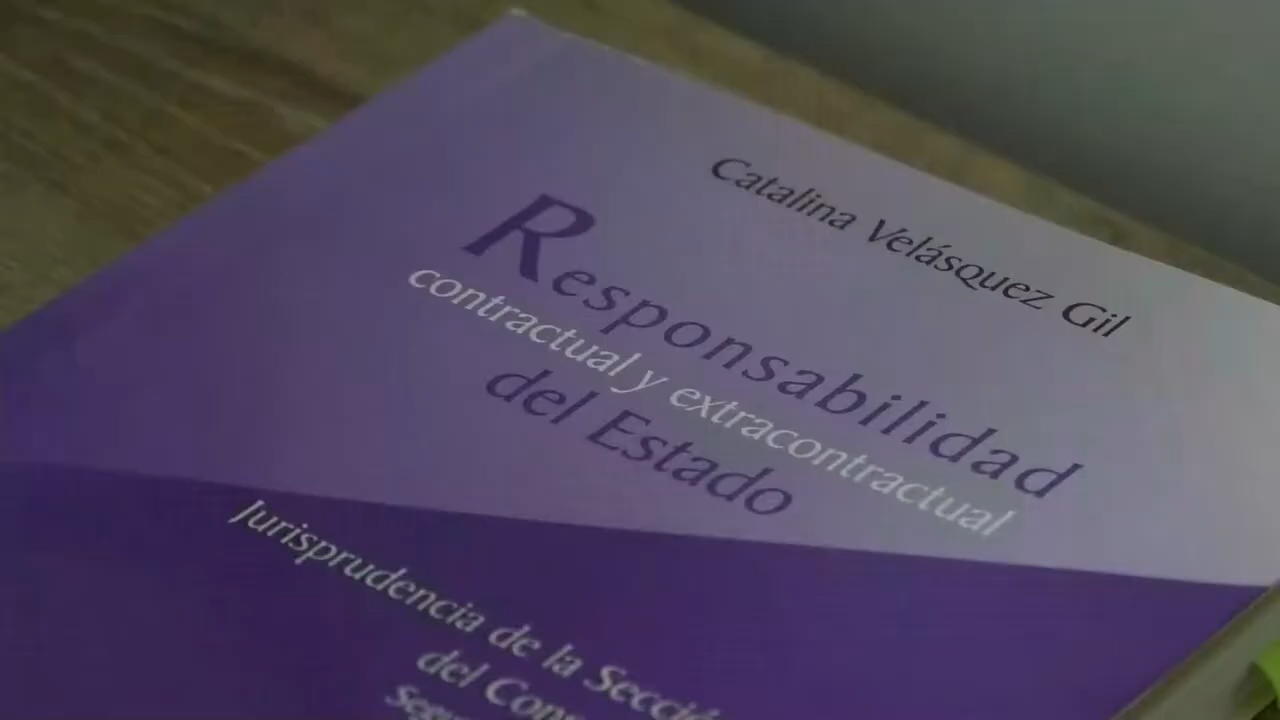 Catalina Velásquez Gil
Responsabilidad
contractual y extracontractual
del Estado
Jurisprudencia de la
del